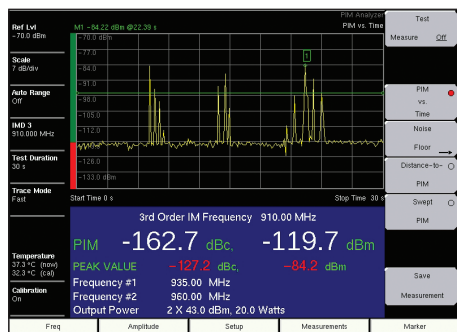 PIM Analyzer
Ref Lvl
-70.0 dBm
M1 -84.22 dBm @22.39 s
PIM vs. Time
-70.0 dBm
-77.0
-84.0
-91.0
-98.0
-105.0
-112.0
-126.0
-133.0 dBm
1
Scale
7 dB/div
Auto Range
Off
IMD 3
910.000 MHz
Test Duration
30 s
Trace Mode
Fast
Start Time 0 s
Stop Time 30 s
3rd Order IM Frequency 910.00 MHz
PIM -162.7 dBc, -119.7 dBm
PEAK VALUE -127.2 dBc, -84.2 dBm
Frequency #1 935.00 MHz
Frequency #2 960.00 MHz
Output Power 2 X 43.0 dBm, 20.0 Watts
Temperature
37.3 °C (now)
32.3 °C (cal)
Calibration
On
Test
Measure Off
PIM
vs.
Time
Noise
Floor
Distance-to-
PIM
Swept
PIM
Save
Measurement
Freq
Amplitude
Setup
Measurements
Marker